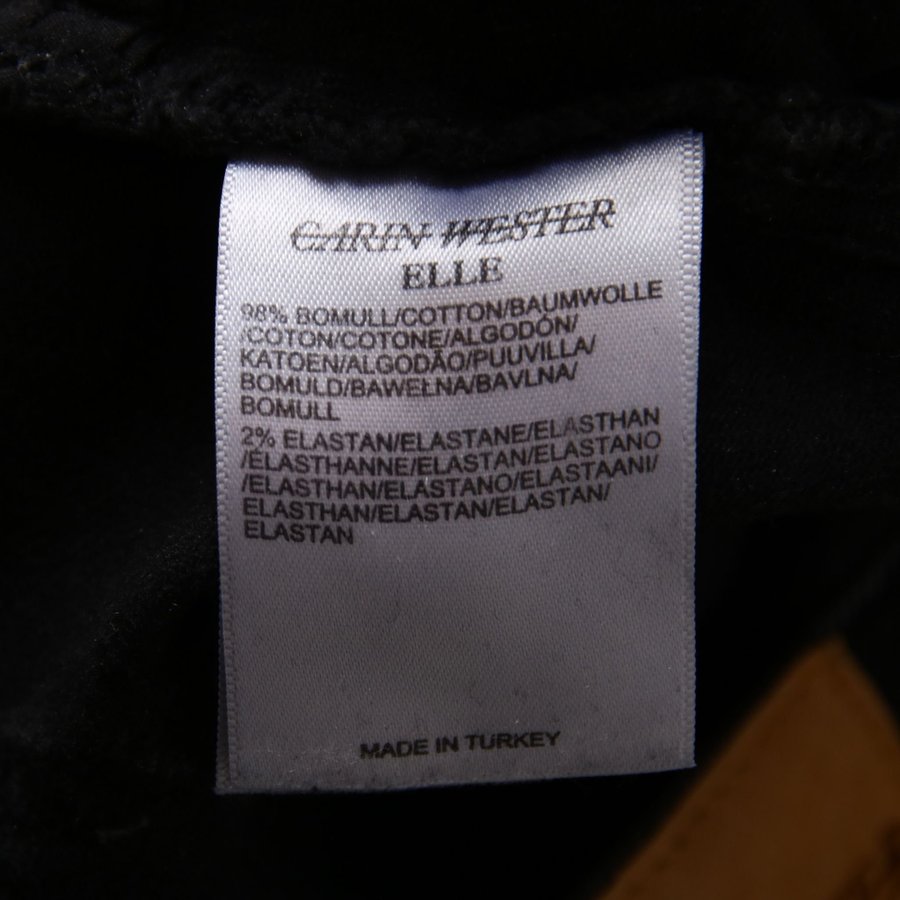 CARIN WESTER
ELLE
98% BOMULL/COTTON/BAUMWOLLE
/COTON/COTONE/ALGODÓN/
KATOEN/ALGODÃO/PUUVILLA/
BOMULD/BAWEŁNA/BAVLNA/
BOMULL
2% ELASTAN/ELASTANE/ELASTHAN
/ELASTHANNE/ELASTAN/ELASTANO
/ELASTHAN/ELASTANO/ELASTAANI/
ELASTHAN/ELASTAN/ELASTAN/
ELASTAN
MADE IN TURKEY